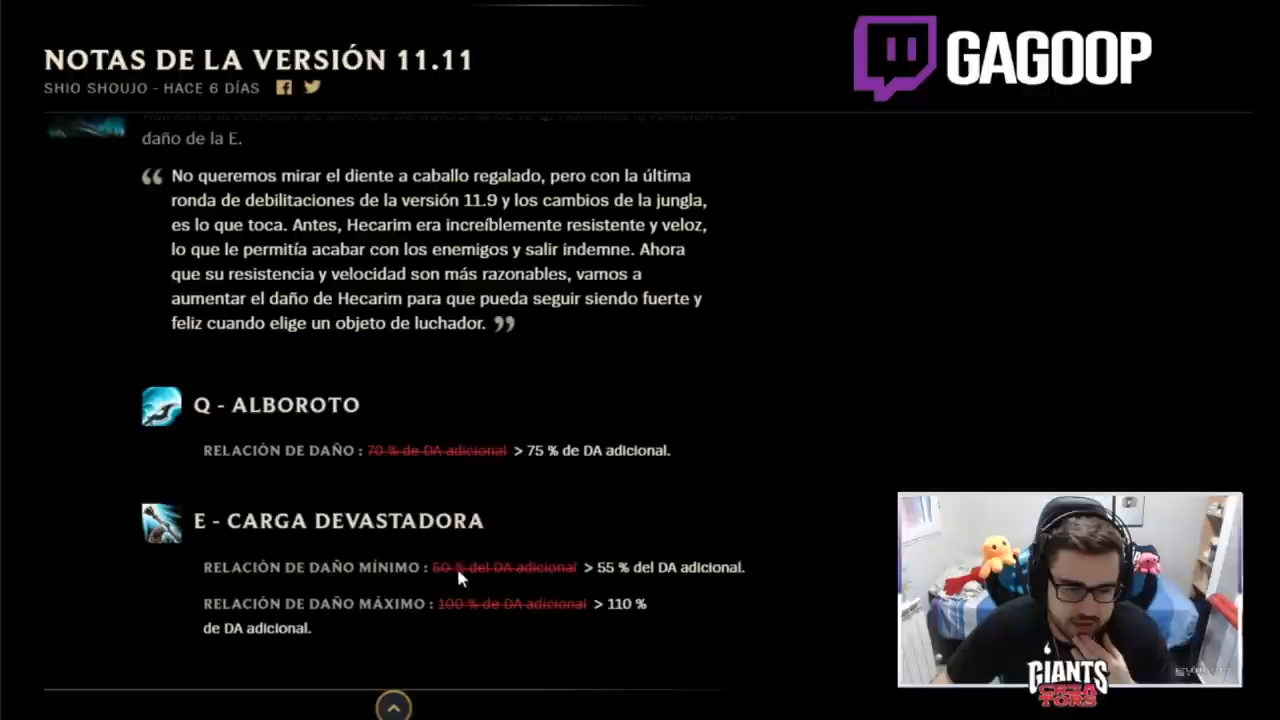 NOTAS DE LA VERSIÓN 11.11
SHIO SHOUJO - HACE 6 DÍAS
GAGOOP
daño de la E.
“ No queremos mirar el diente a caballo regalado, pero con la última
ronda de debilitaciones de la versión 11.9 y los cambios de la jungla,
es lo que toca. Antes, Hecarim era increíblemente resistente y veloz,
lo que le permitía acabar con los enemigos y salir indemne. Ahora
que su resistencia y velocidad son más razonables, vamos a
aumentar el daño de Hecarim para que pueda seguir siendo fuerte y
feliz cuando elige un objeto de luchador. ”
Q - ALBOROTO
RELACIÓN DE DAÑO : 70 % de DA adicional > 75 % de DA adicional.
E - CARGA DEVASTADORA
RELACIÓN DE DAÑO MÍNIMO : 50 % del DA adicional > 55 % del DA adicional.
RELACIÓN DE DAÑO MÁXIMO : 100 % de DA adicional > 110 %
de DA adicional.
GIANTS
CREATORS